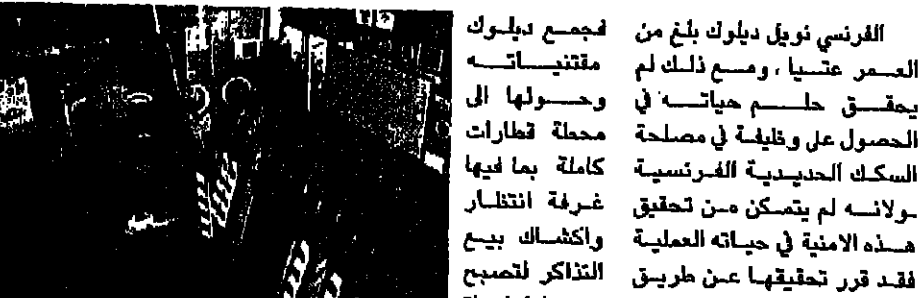 الفرنسي نويل ديلوك بلغ من
العمر عتيا ، ومع ذلك لم
يحقق حلم حياته في
الحصول على وظيفة في مصلحة
السكك الحديدية الفرنسية
ولانه لم يتمكن من تحقيق
هذه الامنية في حياته العملية
فقد قرر تحقيقها عن طريق
فجمع ديلوك
مقتنياته
وحولها الى
محطة قطارات
كاملة بما فيها
غرفة انتظار
واكشاك بيع
التذاكر لتصبح